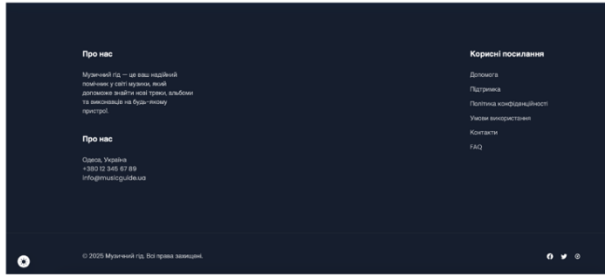 Про нас
Музичний гід — це ваш надійний
помічник у світі музики, який
допоможе знайти нові треки, альбоми
та виконавців на будь-якому
пристрої.
Про нас
Одеса, Україна
+380 12 345 67 89
info@musicguide.ua
Корисні посилання
Допомога
Підтримка
Політика конфіденційності
Умови використання
Контакти
FAQ
© 2025 Музичний гід. Всі права захищені.